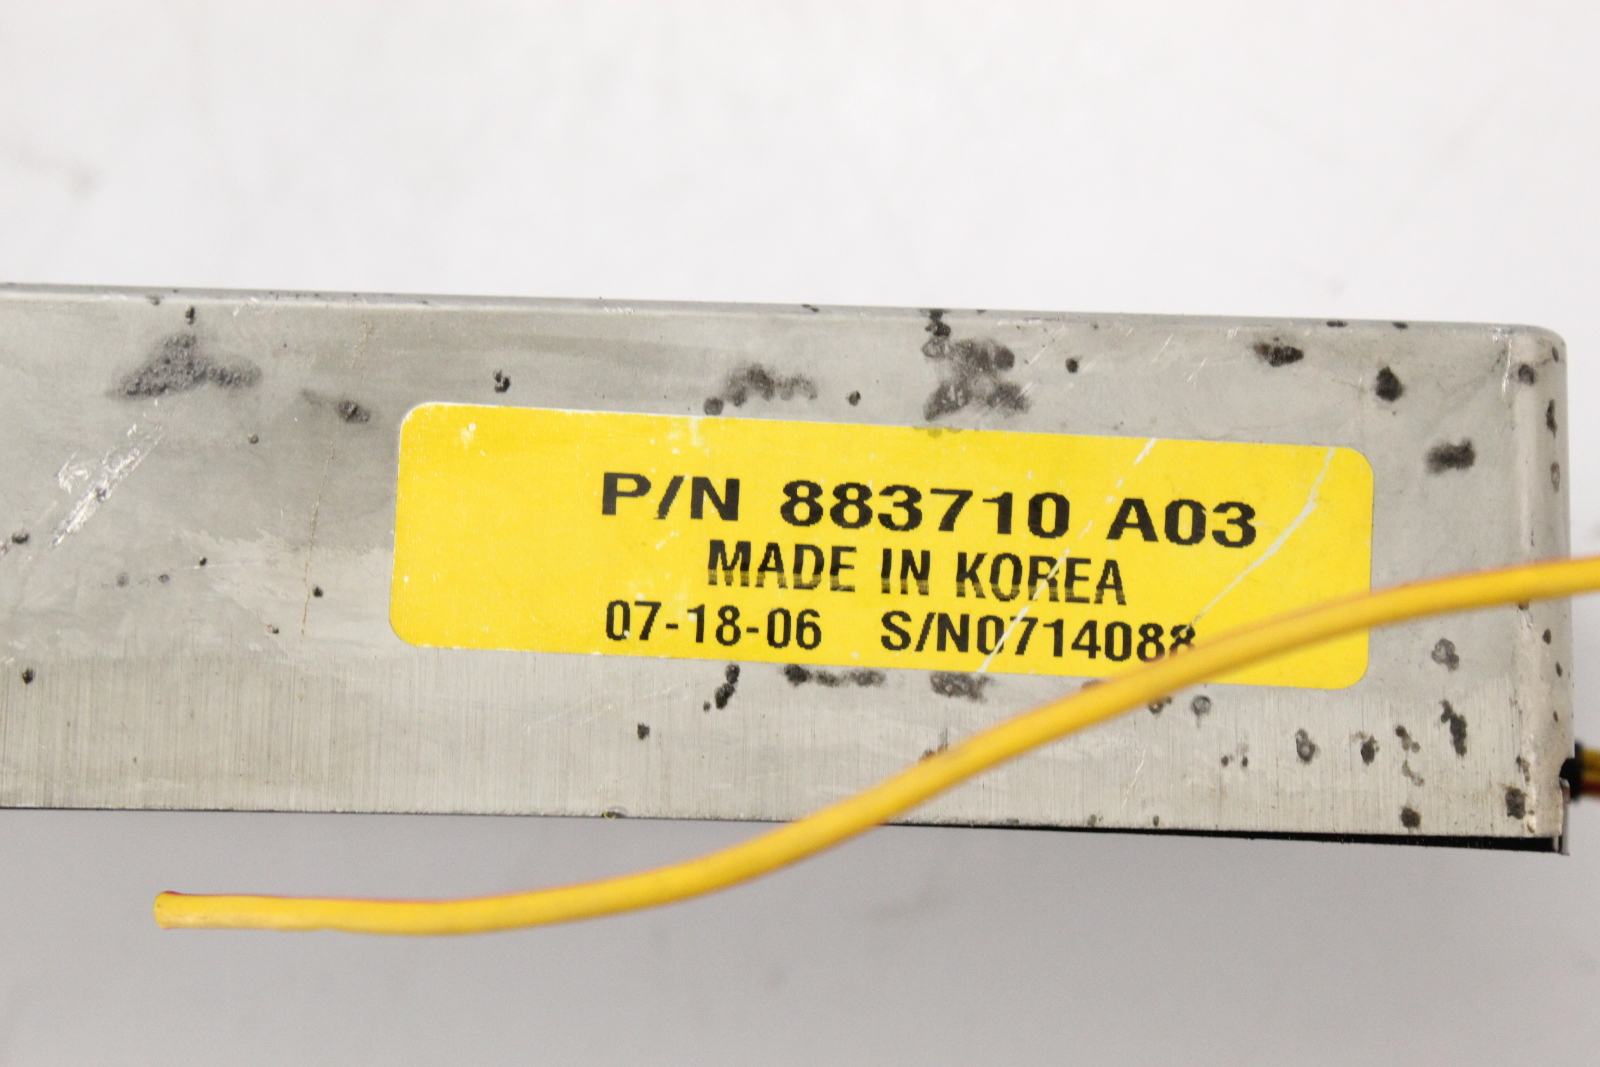 P/N 883710 A03
MADE IN KOREA
07-18-06 S/N0714088